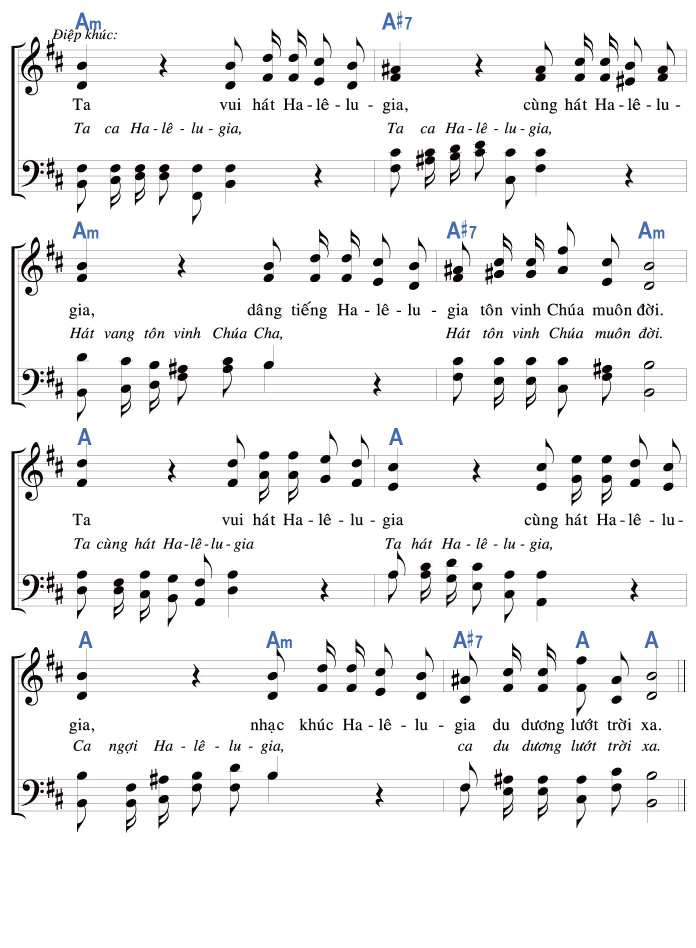 Am A♯7
Điệp khúc:
Ta vui hát Ha - lê - lu - gia, cùng hát Ha - lê - lu -
Ta ca Ha - lê - lu - gia, Ta ca Ha - lê - lu - gia,
Am A♯7 Am
gia, dâng tiếng Ha - lê - lu - gia tôn vinh Chúa muôn đời.
Hát vang tôn vinh Chúa Cha, Hát tôn vinh Chúa muôn đời.
A A
Ta vui hát Ha - lê - lu - gia cùng hát Ha - lê - lu -
Ta cùng hát Ha - lê - lu - gia Ta hát Ha - lê - lu - gia,
A Am A♯7 A A
gia, nhạc khúc Ha - lê - lu - gia du dương lướt trời xa.
Ca ngợi Ha - lê - lu - gia, ca du dương lướt trời xa.